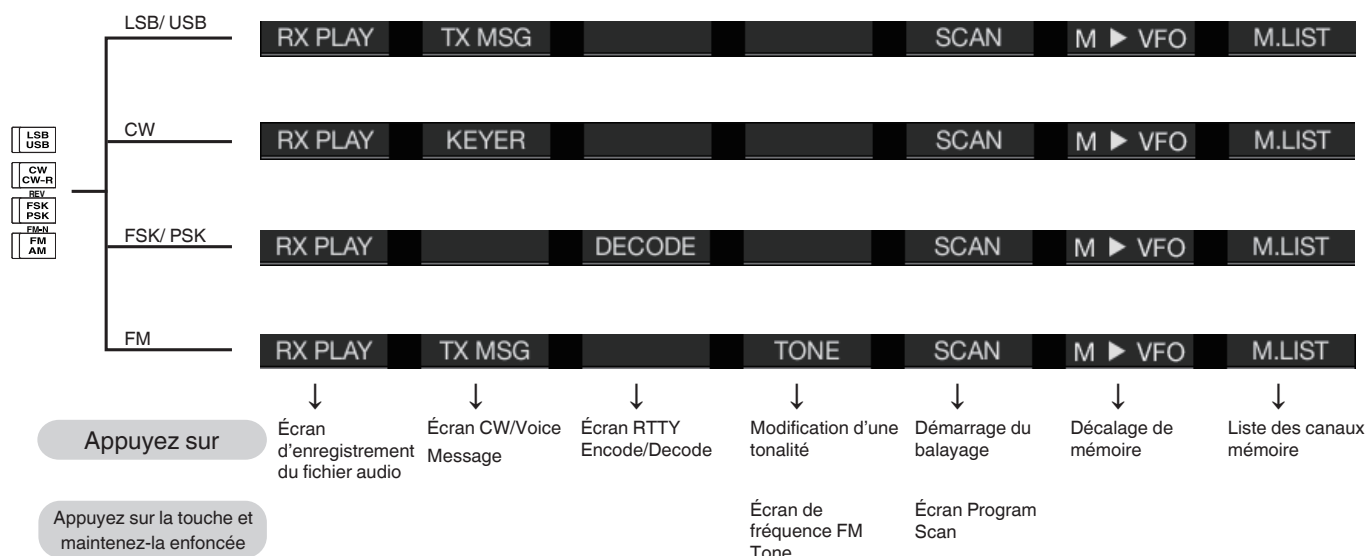 LSB/ USB
RX PLAY TX MSG SCAN M ▶ VFO M.LIST
CW
RX PLAY KEYER SCAN M ▶ VFO M.LIST
LSB
USB
CW
CW-R
REV
FSK
PSK
FM-N
FM
AM
FSK/ PSK
RX PLAY DECODE SCAN M ▶ VFO M.LIST
FM
RX PLAY TX MSG TONE SCAN M ▶ VFO M.LIST
↓ ↓ ↓ ↓ ↓ ↓ ↓
Appuyez sur
Écran
d'enregistrement
du fichier audio
Écran CW/Voice
Message
Écran RTTY
Encode/Decode
Modification d'une
tonalité
Démarrage du
balayage
Décalage de
mémoire
Liste des canaux
mémoire
Appuyez sur la touche et
maintenez-la enfoncée
Écran de
fréquence FM
Tone
Écran Program
Scan